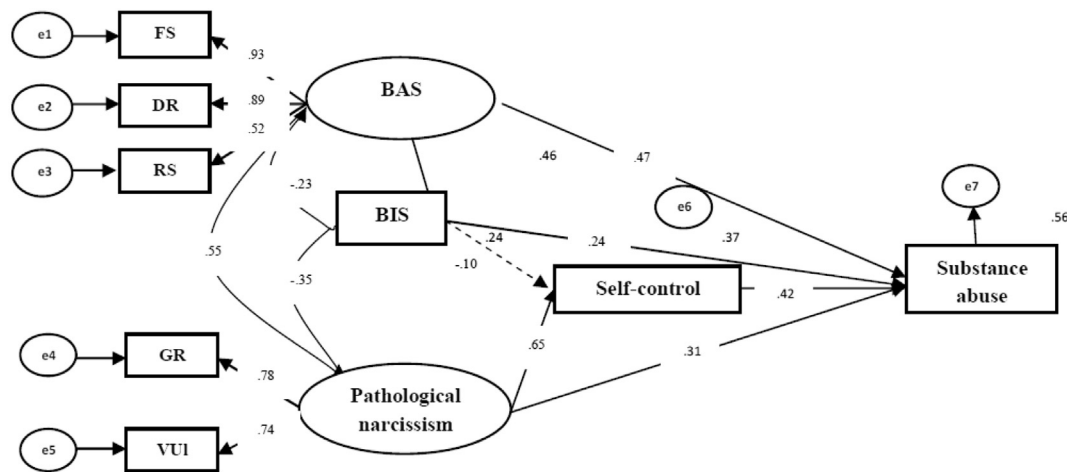 e1
FS
.93
e2
DR
.89
BAS
.52
e3
RS
.46
.47
-.23
BIS
e6
e7
.56
.55
.24
.24
.37
-.35
-.10
Self-control
.42
Substance
abuse
e4
GR
.78
.65
.31
Pathological
narcissism
.74
e5
VUl